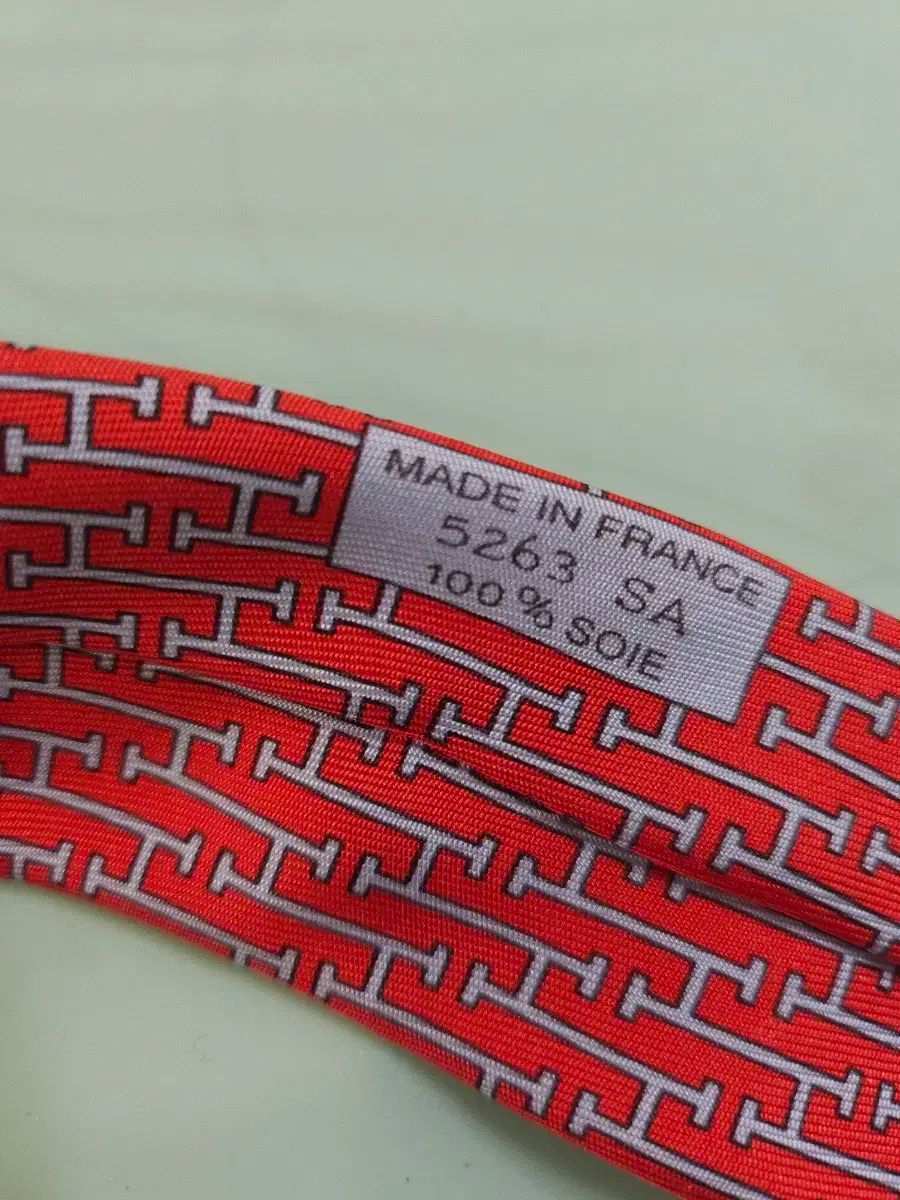 MADE IN FRANCE
5263 SA
100% SOIE